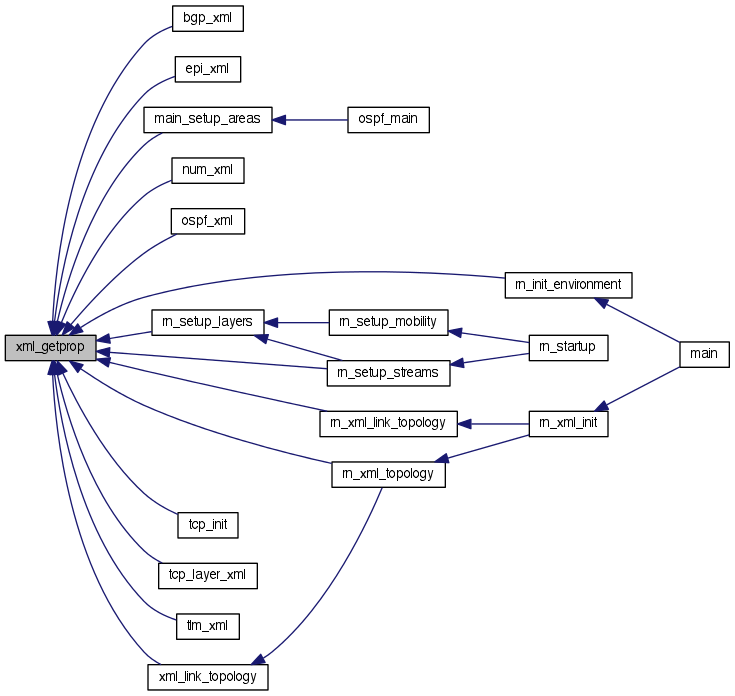 bgp_xml
epi_xml
main_setup_areas
ospf_main
num_xml
ospf_xml
rn_init_environment
rn_setup_layers
rn_setup_mobility
xml_getprop
rn_startup
main
rn_setup_streams
rn_xml_link_topology
rn_xml_init
rn_xml_topology
tcp_init
tcp_layer_xml
tlm_xml
xml_link_topology